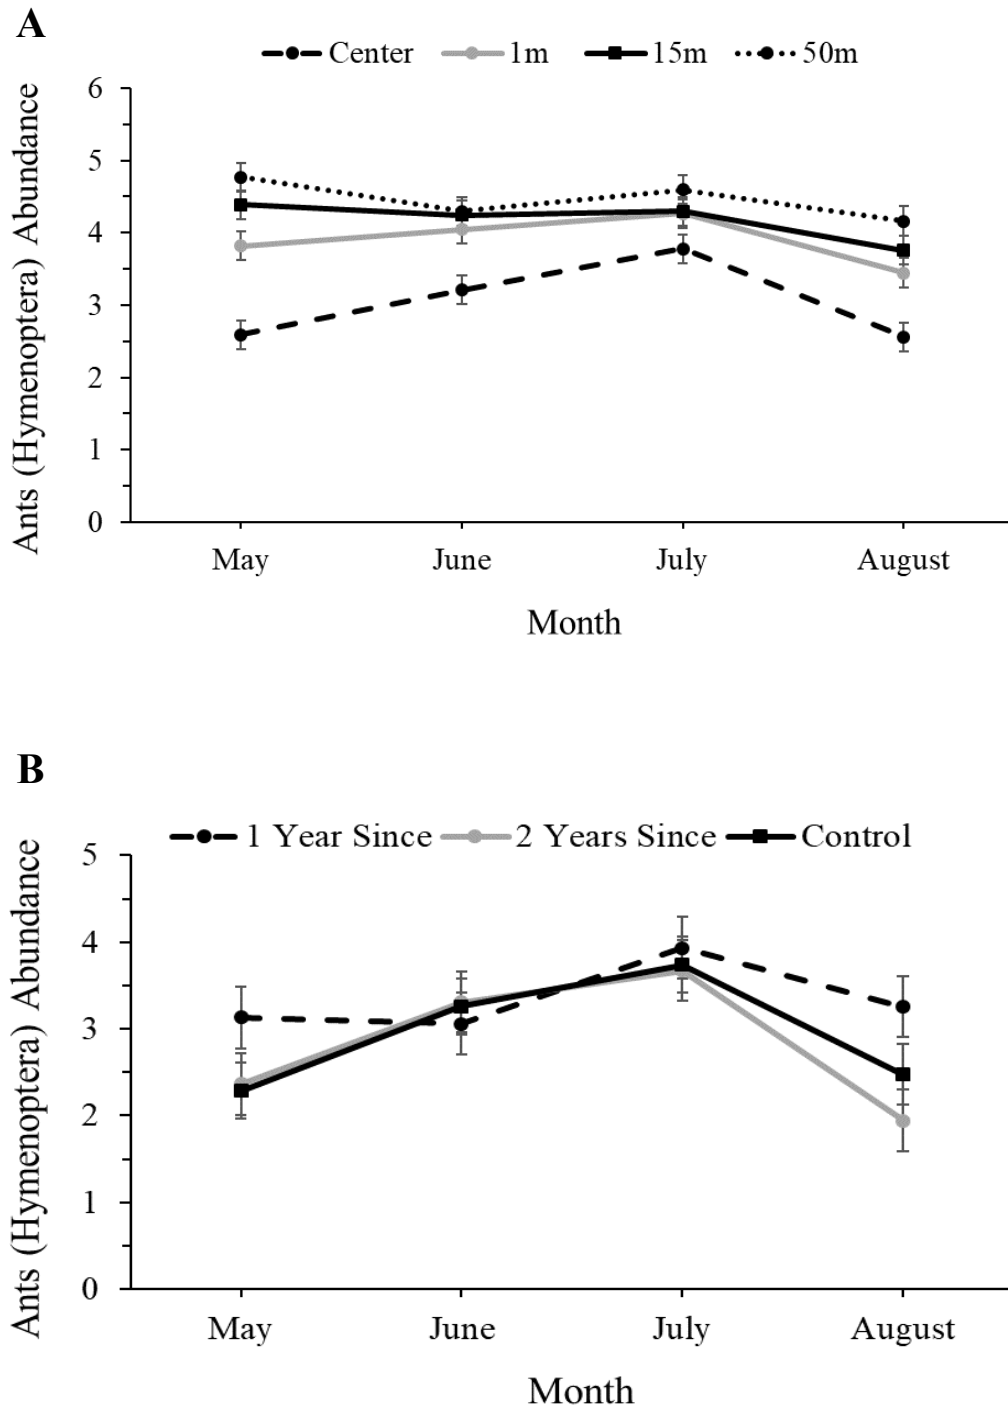 A
Center 1m 15m 50m
Ants (Hymenoptera) Abundance
6
5
4
3
2
1
0
May June July August
Month
B
1 Year Since 2 Years Since Control
Ants (Hymenoptera) Abundance
5
4
3
2
1
0
May June July August
Month